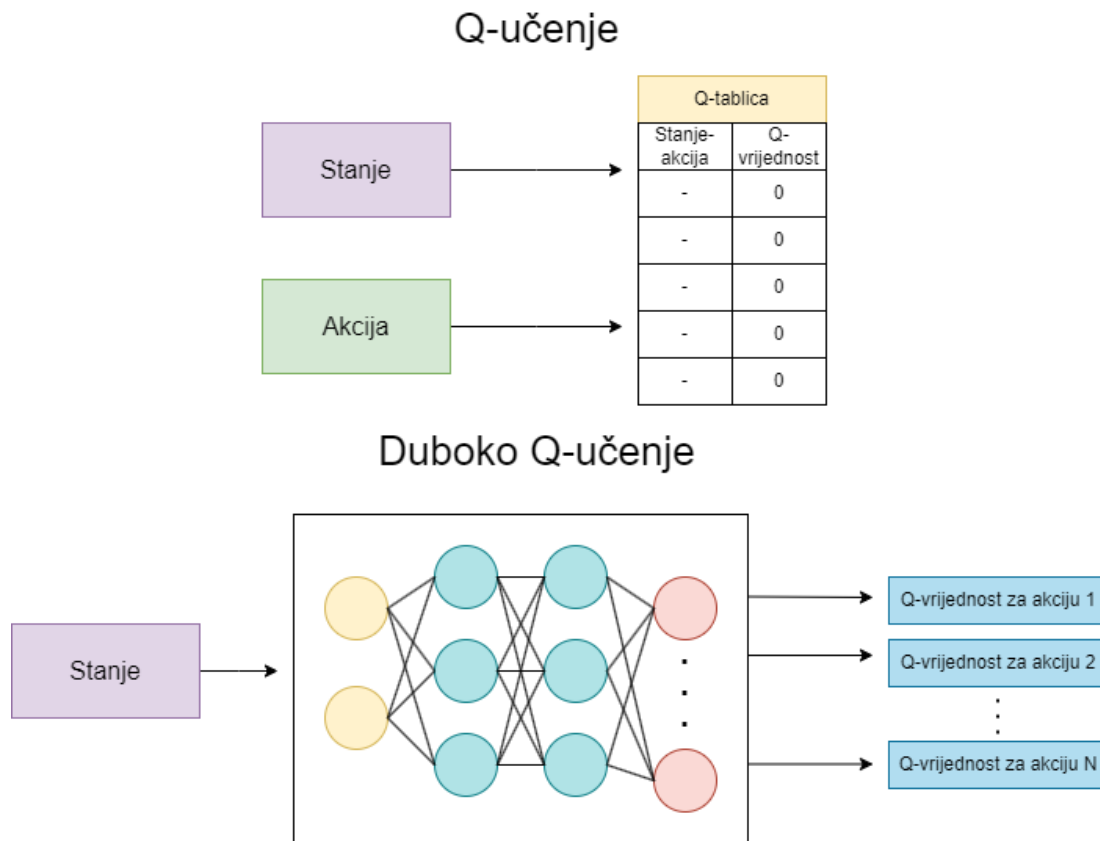 Q-učenje
Q-tablica
Stanje-
akcija
Q-
vrijednost
Stanje
-
0
-
0
-
0
Akcija
-
0
-
0
Duboko Q-učenje
Stanje
Q-vrijednost za akciju 1
Q-vrijednost za akciju 2
Q-vrijednost za akciju N